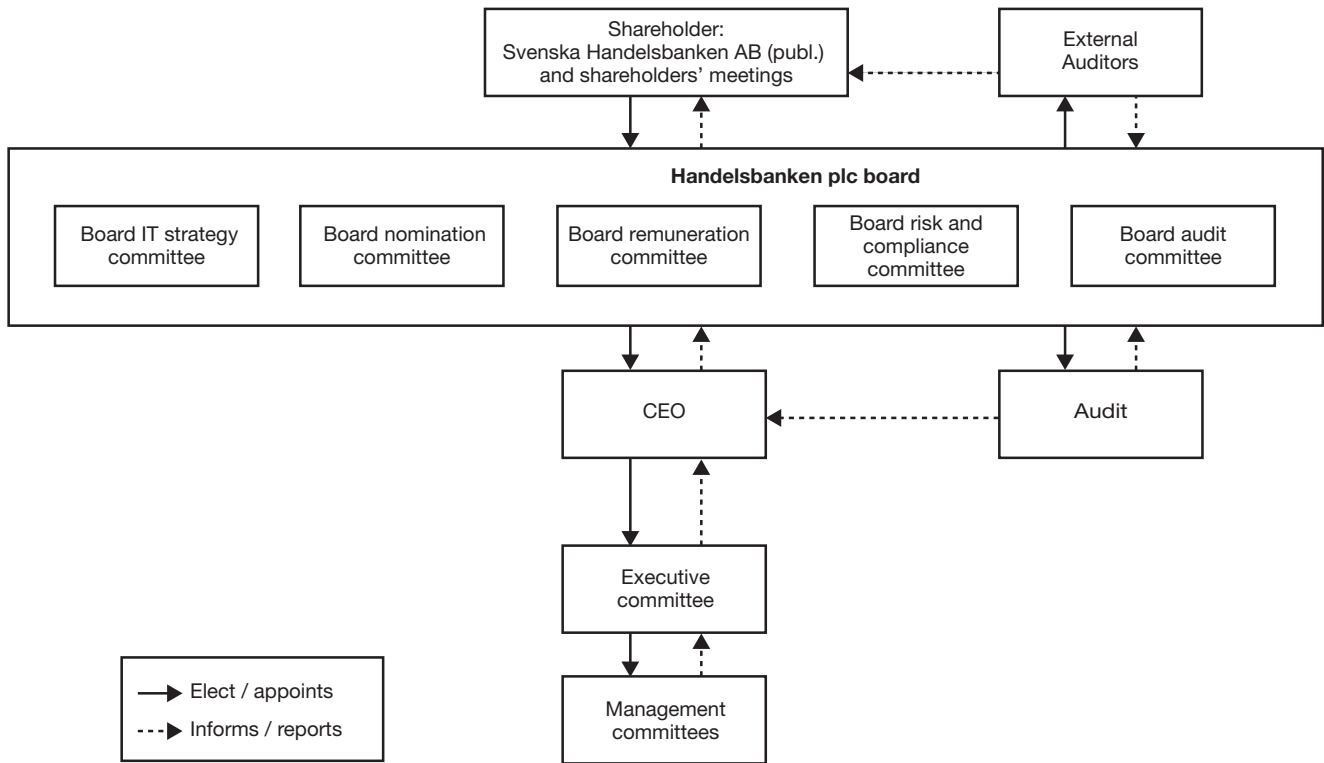 Shareholder:
Svenska Handelsbanken AB (publ.)
and shareholders’ meetings
External
Auditors
Handelsbanken plc board
Board IT strategy
committee
Board nomination
committee
Board remuneration
committee
Board risk and
compliance
committee
Board audit
committee
CEO
Audit
Executive
committee
Elect / appoints
Informs / reports
Management
committees